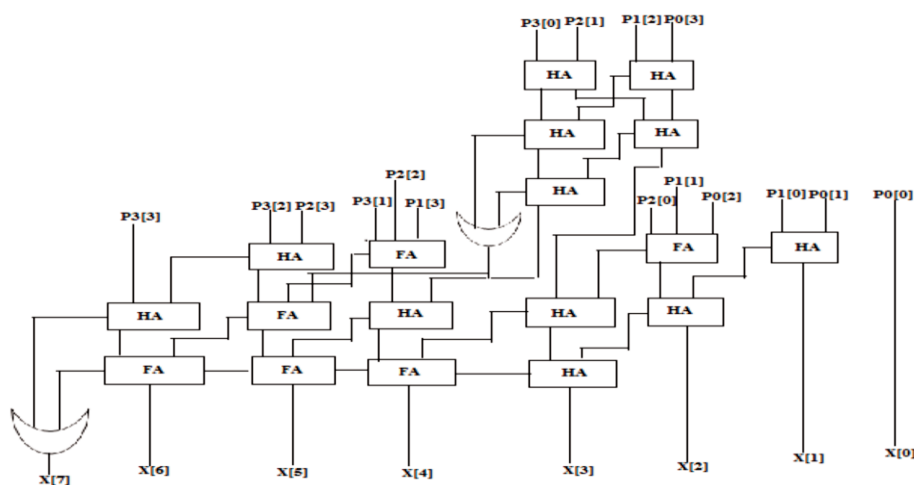 P3[0] P2[1] P1[2] P0[3]
HA HA
HA HA
HA
P2[2]
P3[1] P1[3]
P3[2] P2[3]
P3[3]
P1[1]
P2[0] P0[2]
P1[0] P0[1]
P0[0]
HA FA FA HA
HA FA HA HA HA
FA FA FA HA
X[7] X[6] X[5] X[4] X[3] X[2] X[1] X[0]